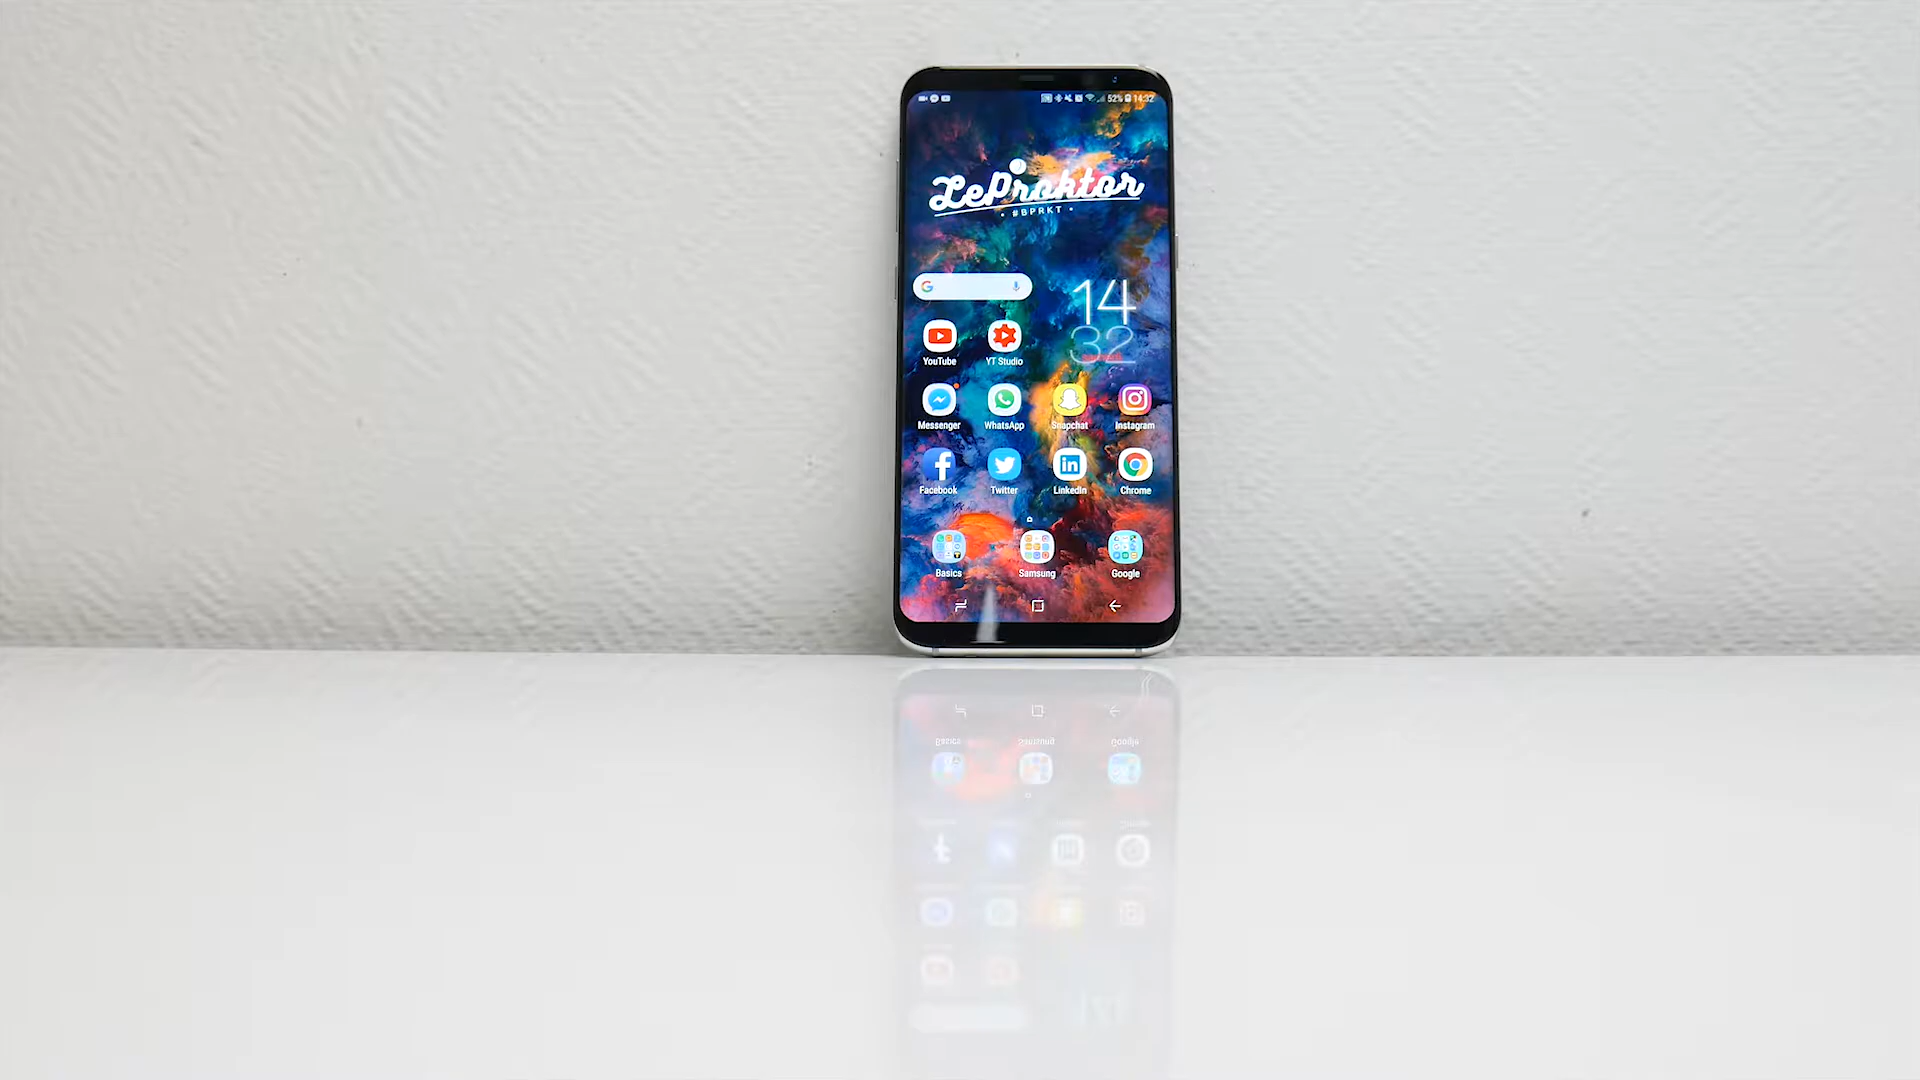 52% 14:32
LeProktor
#BPRKT
14
32
YouTube YT Studio
Messenger WhatsApp Snapchat Instagram
Facebook Twitter LinkedIn Chrome
Basics Samsung Google